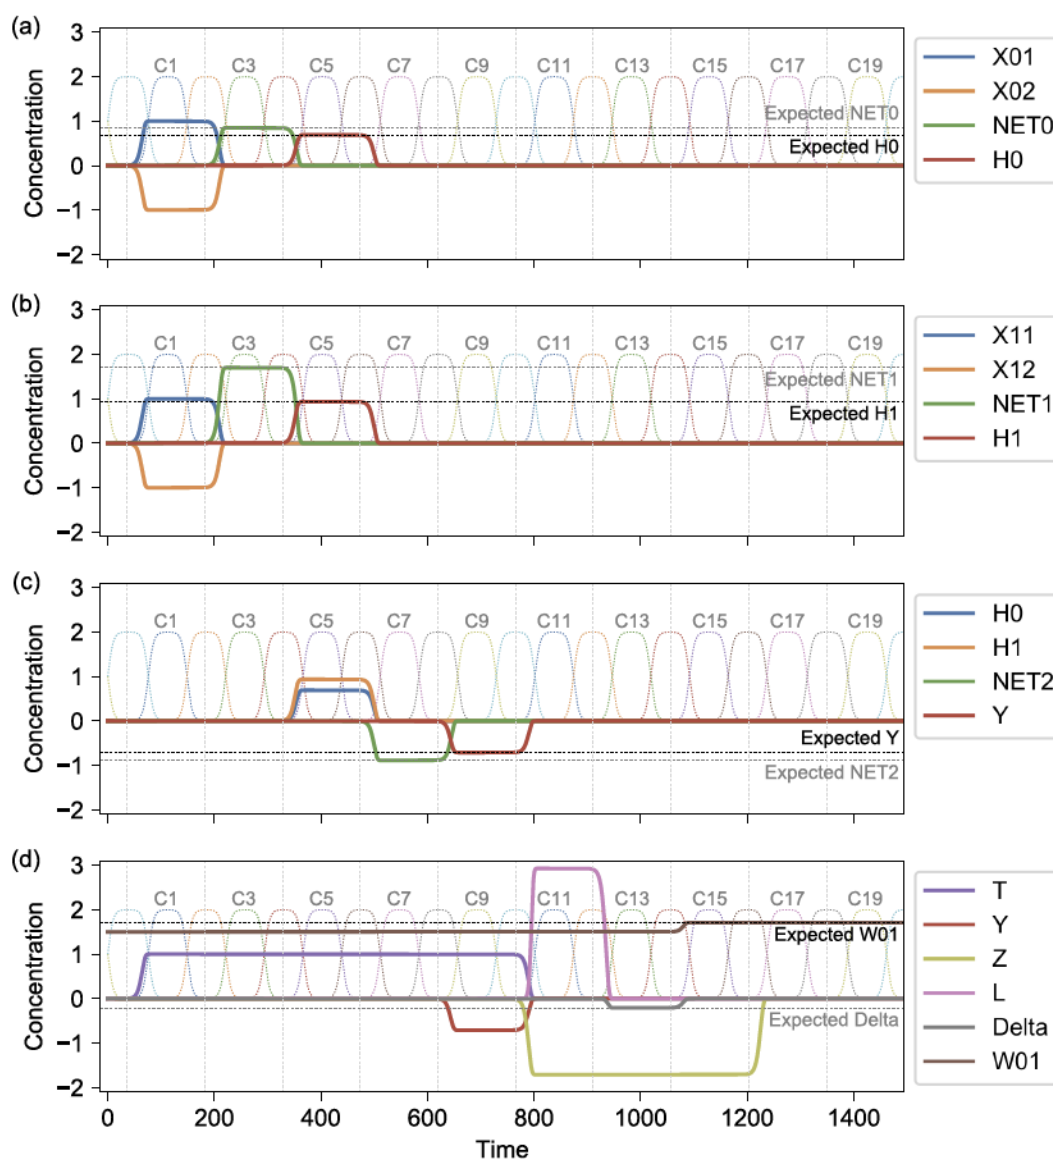 (a)
Concentration
3
2
1
0
−1
−2
C1 C3 C5 C7 C9 C11 C13 C15 C17 C19
Expected NET0
Expected H0
X01
X02
NET0
H0
(b)
Concentration
3
2
1
0
−1
−2
C1 C3 C5 C7 C9 C11 C13 C15 C17 C19
Expected NET1
Expected H1
X11
X12
NET1
H1
(c)
Concentration
3
2
1
0
−1
−2
C1 C3 C5 C7 C9 C11 C13 C15 C17 C19
Expected Y
Expected NET2
H0
H1
NET2
Y
(d)
Concentration
3
2
1
0
−1
−2
C1 C3 C5 C7 C9 C11 C13 C15 C17 C19
Expected W01
Expected Delta
T
Y
Z
L
Delta
W01
0 200 400 600 800 1000 1200 1400
Time